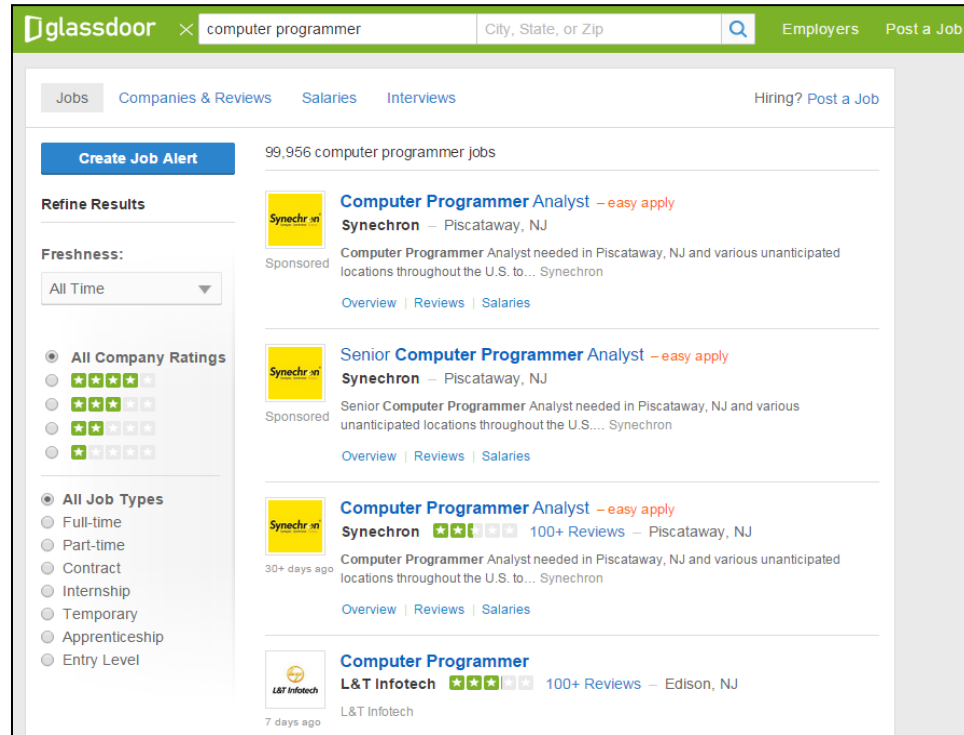 glassdoor × computer programmer City, State, or Zip Employers Post a Job
Jobs Companies & Reviews Salaries Interviews Hiring? Post a Job
Create Job Alert
Refine Results
Freshness:
All Time
All Company Ratings
All Job Types
Full-time
Part-time
Contract
Internship
Temporary
Apprenticeship
Entry Level
99,956 computer programmer jobs
Synechron
Sponsored
Computer Programmer Analyst – easy apply
Synechron – Piscataway, NJ
Computer Programmer Analyst needed in Piscataway, NJ and various unanticipated
locations throughout the U.S. to... Synechron
Overview | Reviews | Salaries
Synechron
Sponsored
Senior Computer Programmer Analyst – easy apply
Synechron – Piscataway, NJ
Senior Computer Programmer Analyst needed in Piscataway, NJ and various
unanticipated locations throughout the U.S.... Synechron
Overview | Reviews | Salaries
Synechron
30+ days ago
Computer Programmer Analyst – easy apply
Synechron 100+ Reviews – Piscataway, NJ
Computer Programmer Analyst needed in Piscataway, NJ and various unanticipated
locations throughout the U.S. to... Synechron
Overview | Reviews | Salaries
L&T Infotech
7 days ago
Computer Programmer
L&T Infotech 100+ Reviews – Edison, NJ
L&T Infotech